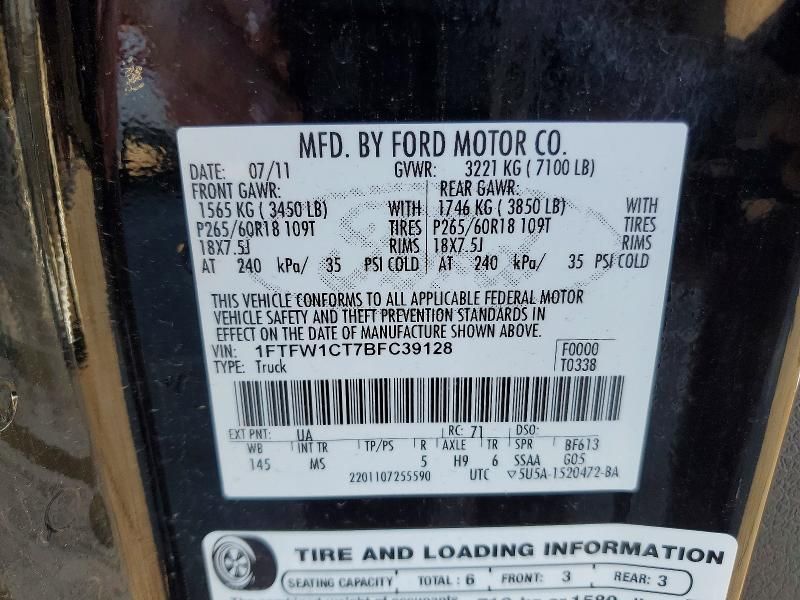 MFD. BY FORD MOTOR CO.
DATE: 07/11 GVWR: 3221 KG ( 7100 LB)
FRONT GAWR: REAR GAWR:
1565 KG ( 3450 LB) WITH 1746 KG ( 3850 LB) WITH
P265/60R18 109T TIRES P265/60R18 109T TIRES
18X7.5J RIMS 18X7.5J RIMS
AT 240 kPa/ 35 PSI COLD AT 240 kPa/ 35 PSI COLD
THIS VEHICLE CONFORMS TO ALL APPLICABLE FEDERAL MOTOR
VEHICLE SAFETY AND THEFT PREVENTION STANDARDS IN
EFFECT ON THE DATE OF MANUFACTURE SHOWN ABOVE.
VIN: 1FTFW1CT7BFC39128 F0000
TYPE: Truck T0338
EXT PNT: UA RC: 71 DSO:
WB INT TR TP/PS R AXLE TR SPR BF613
145 MS 5 H9 6 SSAA G05
2201107255590 UTC ▽5U5A-1520472-BA
TIRE AND LOADING INFORMATION
SEATING CAPACITY TOTAL : 6 FRONT: 3 REAR: 3